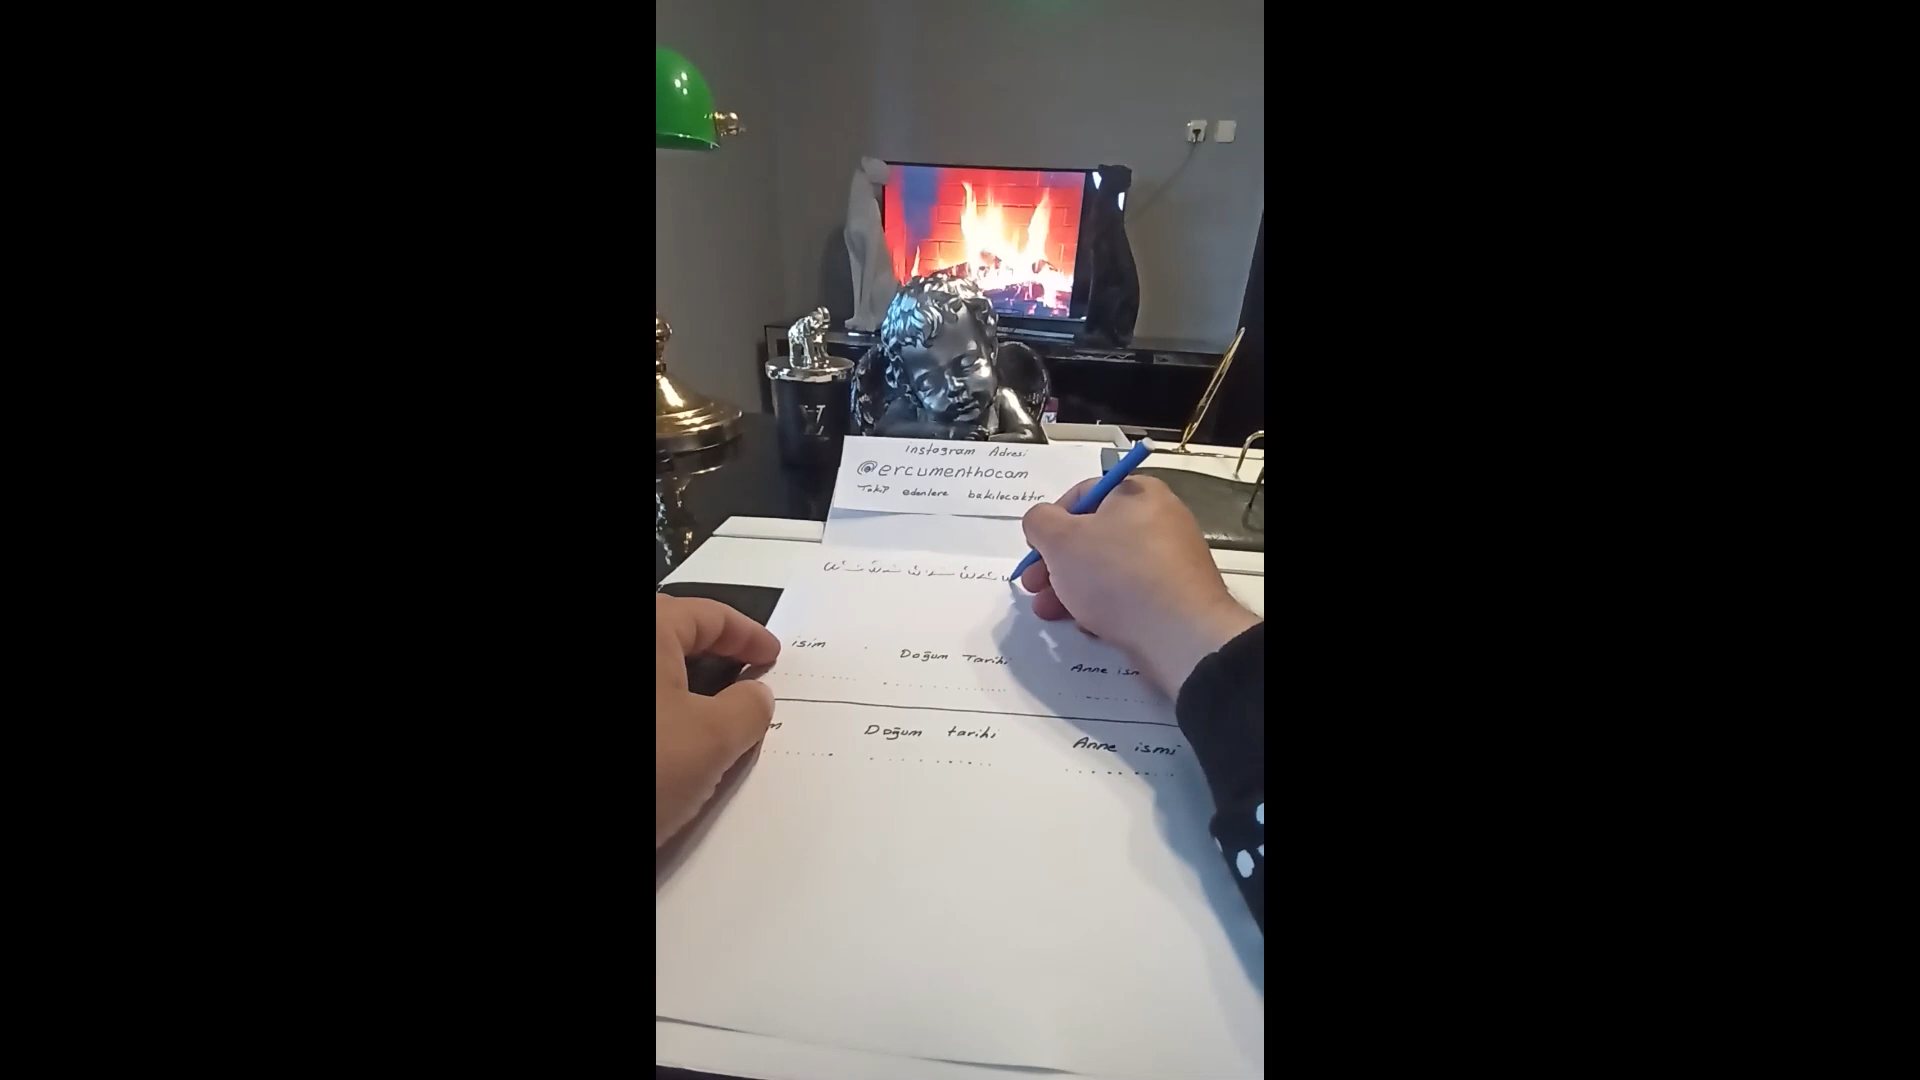 instagram Adresi
@ercumenthocam
Takip edenlere bakılacaktır
isim Doğum Tarihi Anne ism
Doğum tarihi Anne ismi